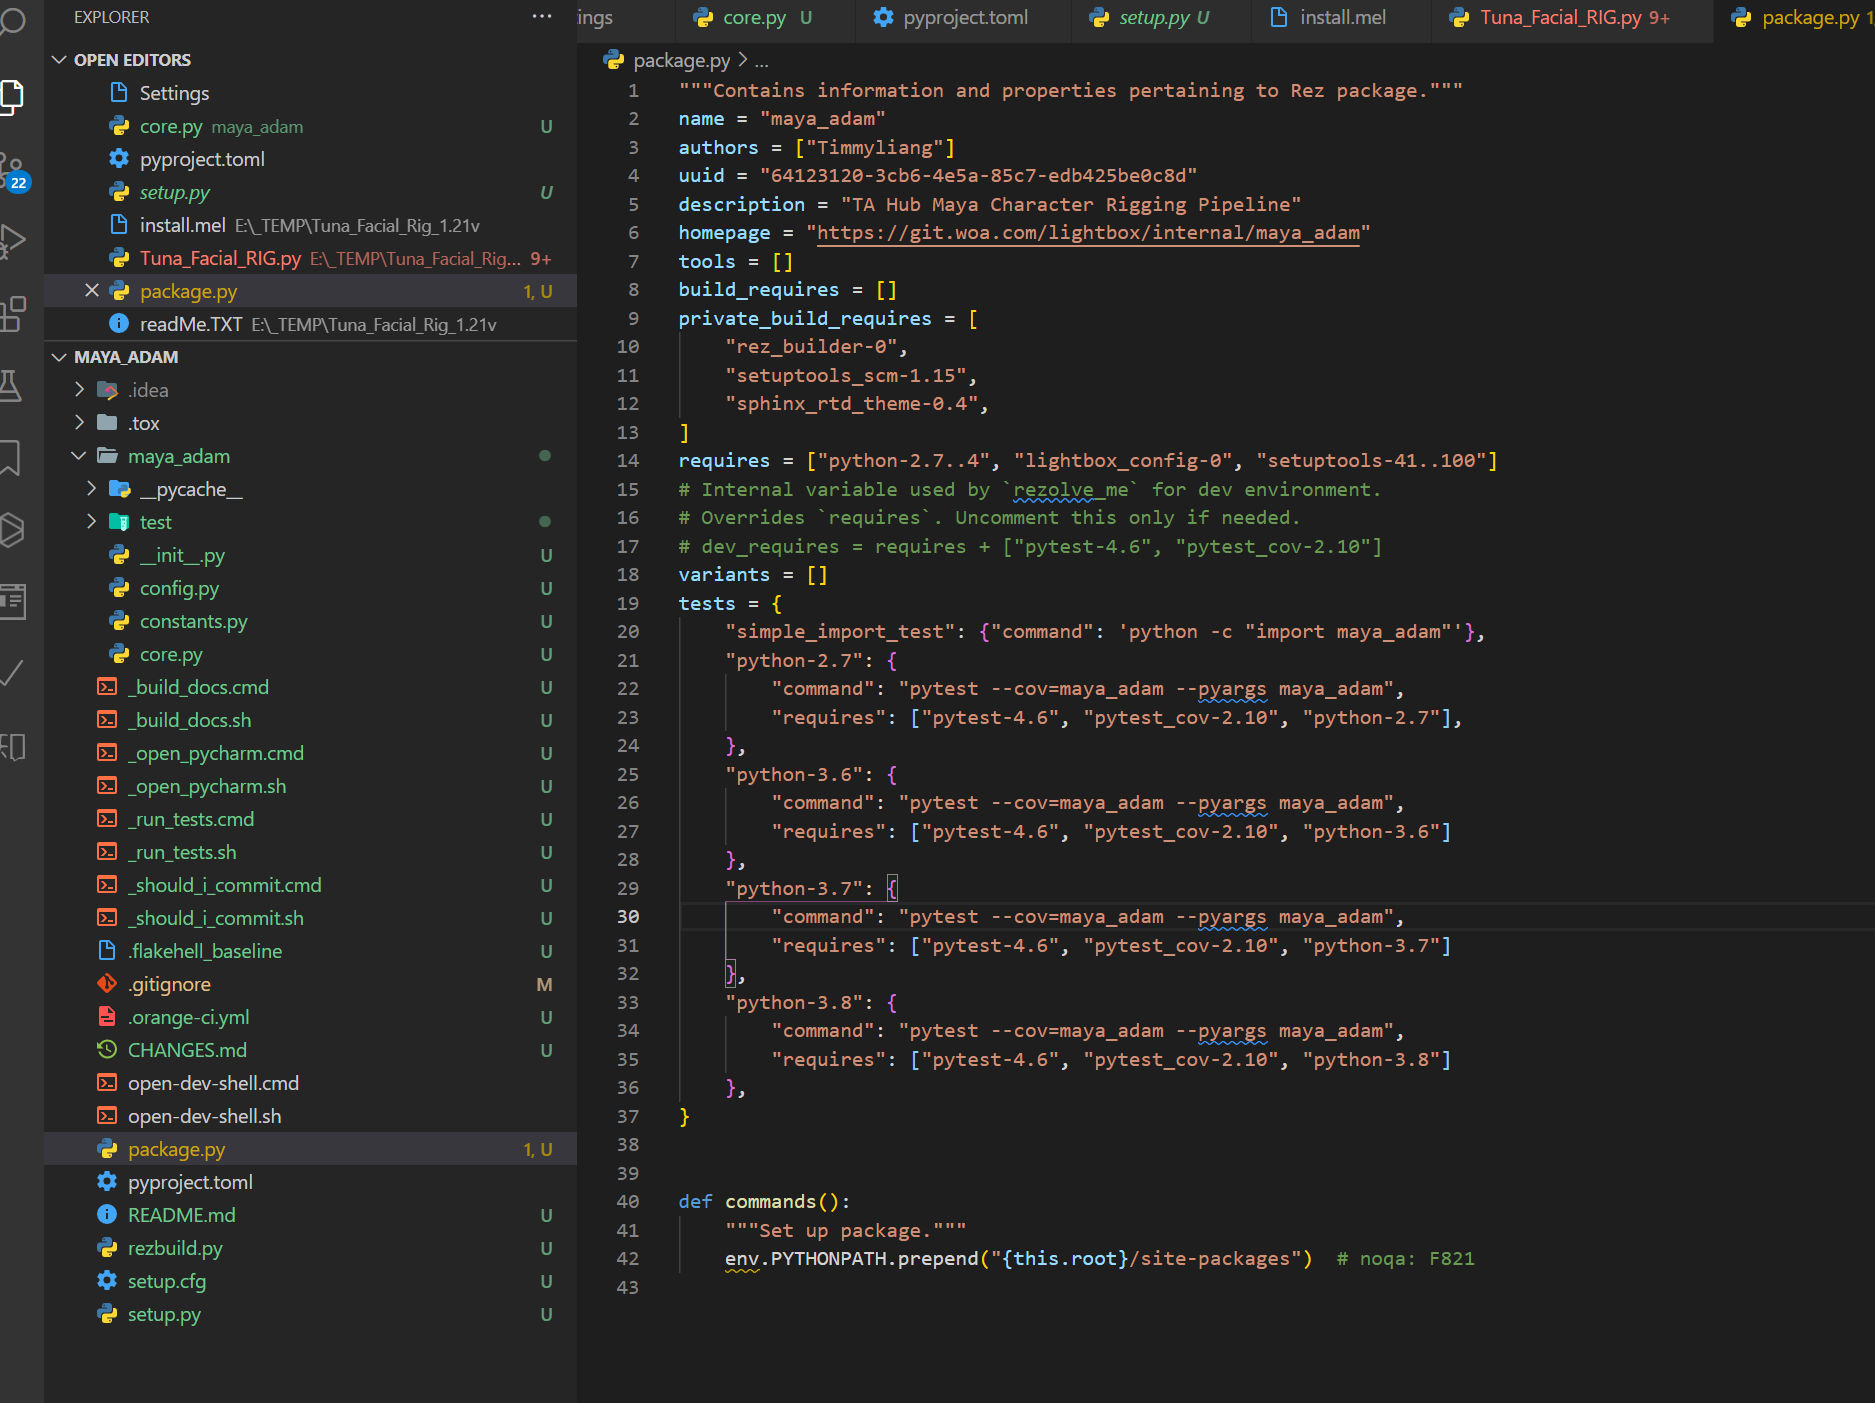 EXPLORER
OPEN EDITORS
Settings
core.py maya_adam U
pyproject.toml
setup.py U
install.mel E:\_TEMP\Tuna_Facial_Rig_1.21v
Tuna_Facial_RIG.py E:\_TEMP\Tuna_Facial_Rig... 9+
package.py 1, U
readMe.TXT E:\_TEMP\Tuna_Facial_Rig_1.21v
MAYA_ADAM
.idea
.tox
maya_adam
__pycache__
test
__init__.py U
config.py U
constants.py U
core.py U
_build_docs.cmd U
_build_docs.sh U
_open_pycharm.cmd U
_open_pycharm.sh U
_run_tests.cmd U
_run_tests.sh U
_should_i_commit.cmd U
_should_i_commit.sh U
.flakehell_baseline U
.gitignore M
.orange-ci.yml U
CHANGES.md U
open-dev-shell.cmd
open-dev-shell.sh
package.py 1, U
pyproject.toml
README.md U
rezbuild.py U
setup.cfg U
setup.py U
22
ings core.py U pyproject.toml setup.py U install.mel Tuna_Facial_RIG.py 9+ package.py 1
package.py > ...
1 """Contains information and properties pertaining to Rez package."""
2 name = "maya_adam"
3 authors = ["Timmyliang"]
4 uuid = "64123120-3cb6-4e5a-85c7-edb425be0c8d"
5 description = "TA Hub Maya Character Rigging Pipeline"
6 homepage = "https://git.woa.com/lightbox/internal/maya_adam"
7 tools = []
8 build_requires = []
9 private_build_requires = [
10 "rez_builder-0",
11 "setuptools_scm-1.15",
12 "sphinx_rtd_theme-0.4",
13 ]
14 requires = ["python-2.7..4", "lightbox_config-0", "setuptools-41..100"]
15 # Internal variable used by `rezolve_me` for dev environment.
16 # Overrides `requires`. Uncomment this only if needed.
17 # dev_requires = requires + ["pytest-4.6", "pytest_cov-2.10"]
18 variants = []
19 tests = {
20 "simple_import_test": {"command": 'python -c "import maya_adam"'},
21 "python-2.7": {
22 "command": "pytest --cov=maya_adam --pyargs maya_adam",
23 "requires": ["pytest-4.6", "pytest_cov-2.10", "python-2.7"],
24 },
25 "python-3.6": {
26 "command": "pytest --cov=maya_adam --pyargs maya_adam",
27 "requires": ["pytest-4.6", "pytest_cov-2.10", "python-3.6"]
28 },
29 "python-3.7": {
30 "command": "pytest --cov=maya_adam --pyargs maya_adam",
31 "requires": ["pytest-4.6", "pytest_cov-2.10", "python-3.7"]
32 },
33 "python-3.8": {
34 "command": "pytest --cov=maya_adam --pyargs maya_adam",
35 "requires": ["pytest-4.6", "pytest_cov-2.10", "python-3.8"]
36 },
37 }
38
39
40 def commands():
41 """Set up package."""
42 env.PYTHONPATH.prepend("{this.root}/site-packages") # noqa: F821
43